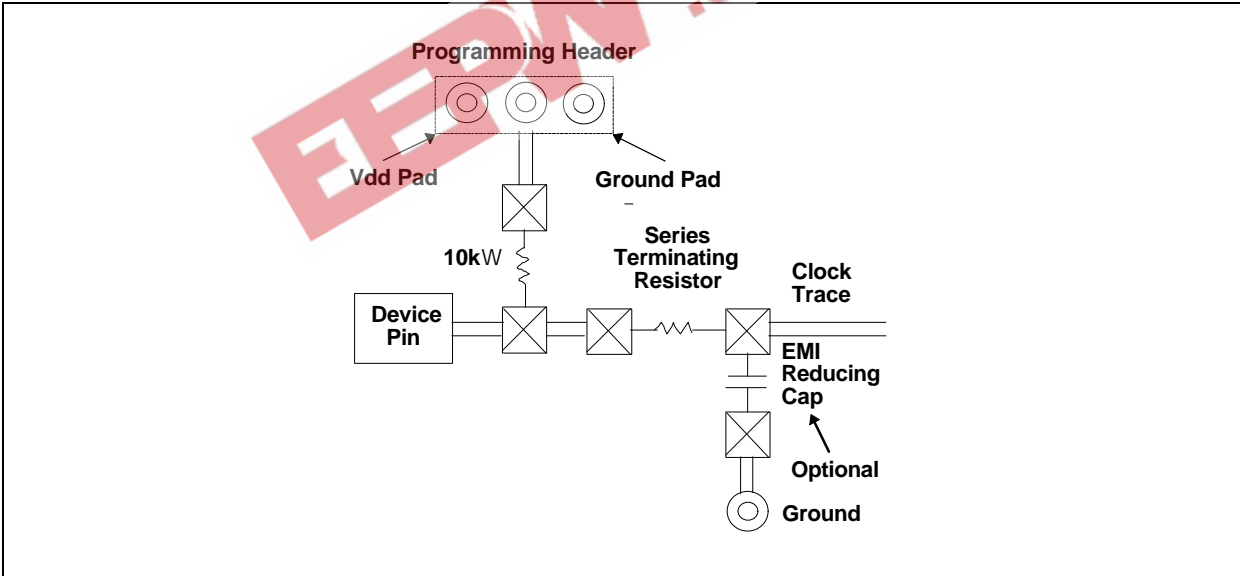 Programming Header
Vdd Pad
Ground Pad
10kW
Series
Terminating
Resistor
Clock
Trace
Device
Pin
EMI
Reducing
Cap
Optional
Ground
EEPW